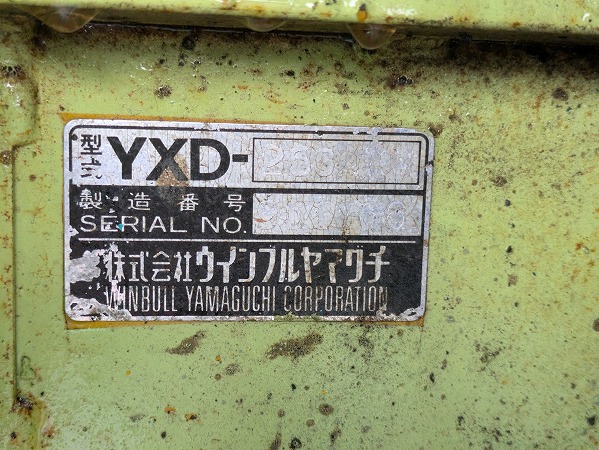 型式 YXD-
製造番号
SERIAL NO.
株式会社ウインブルヤマグチ
WINBULL YAMAGUCHI CORPORATION